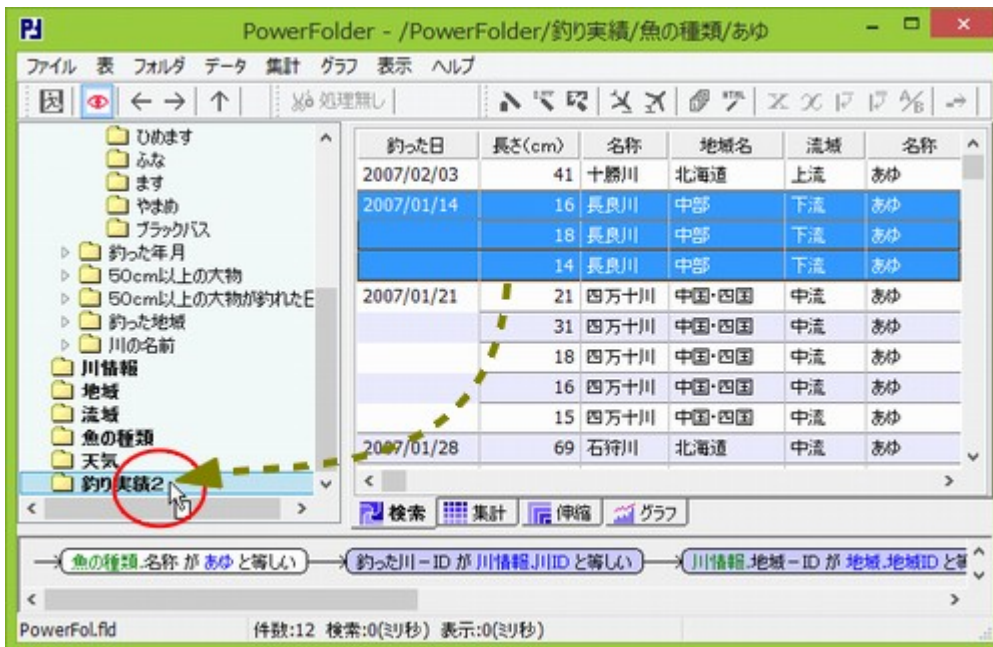 PowerFolder - /PowerFolder/釣り実績/魚の種類/あゆ
ファイル 表 フォルダ データ 集計 グラフ 表示 ヘルプ
処理無し
ひめます
ふな
ます
やまめ
ブラックバス
釣った年月
50cm以上の大物
50cm以上の大物が釣れたE
釣った地域
川の名前
川情報
地域
流域
魚の種類
天気
釣り実績2
釣った日 長さ(cm) 名称 地域名 流域 名称
2007/02/03 41 十勝川 北海道 上流 あゆ
2007/01/14 16 長良川 中部 下流 あゆ
18 長良川 中部 下流 あゆ
14 長良川 中部 下流 あゆ
2007/01/21 21 四万十川 中国・四国 中流 あゆ
31 四万十川 中国・四国 中流 あゆ
18 四万十川 中国・四国 中流 あゆ
16 四万十川 中国・四国 中流 あゆ
15 四万十川 中国・四国 中流 あゆ
2007/01/28 69 石狩川 北海道 中流 あゆ
検索 集計 伸縮 グラフ
魚の種類.名称 が あゆ と等しい 釣った川-ID が 川情報.川ID と等しい 川情報.地域-ID が 地域.地域ID と等
PowerFol.fld 件数:12 検索:0(ミリ秒) 表示:0(ミリ秒)